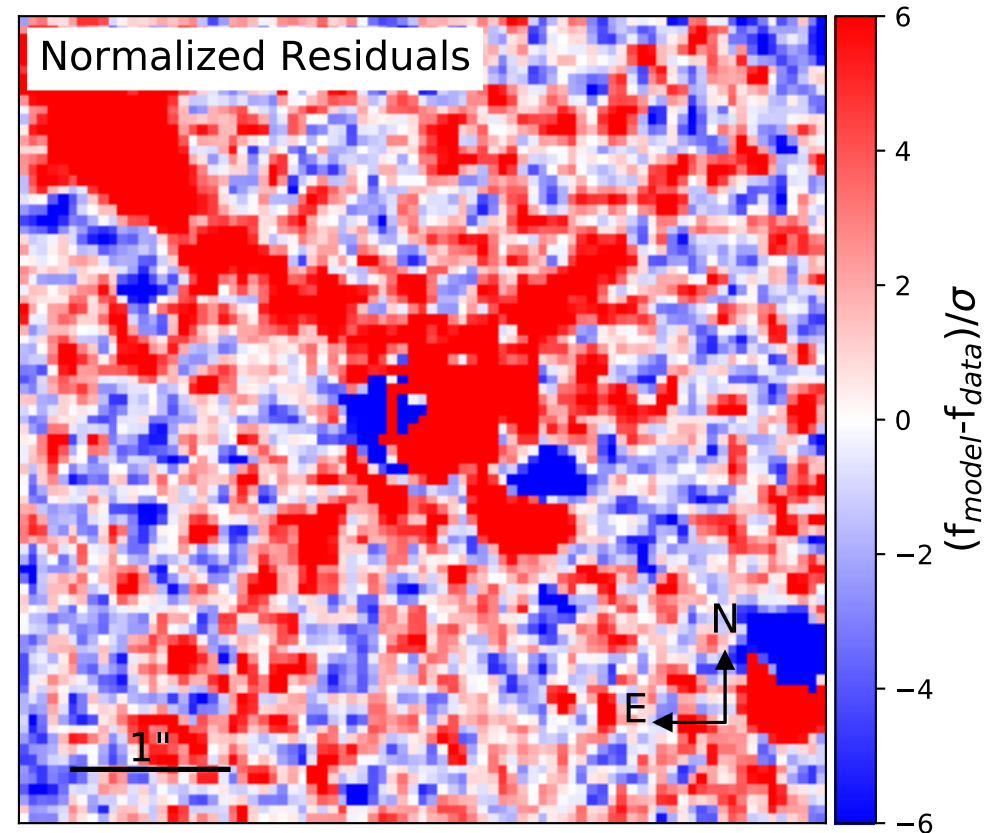 Normalized Residuals
6
4
2
0
−2
−4
−6
(f_model-f_data)/σ
N
E
1"